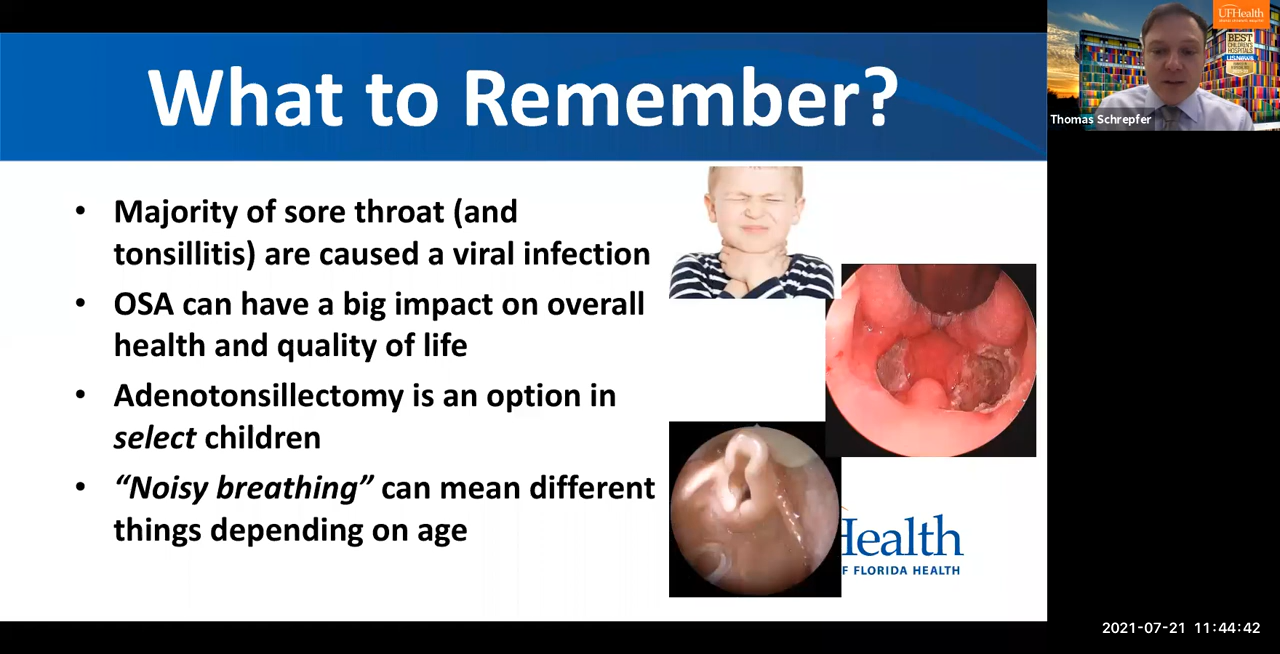 What to Remember?
• Majority of sore throat (and
tonsillitis) are caused a viral infection
• OSA can have a big impact on overall
health and quality of life
• Adenotonsillectomy is an option in
select children
• “Noisy breathing” can mean different
things depending on age
Health
F FLORIDA HEALTH
UFHealth
BEST
CHILDREN'S
HOSPITALS
U.S.NEWS
Thomas Schrepfer
2021-07-21 11:44:42